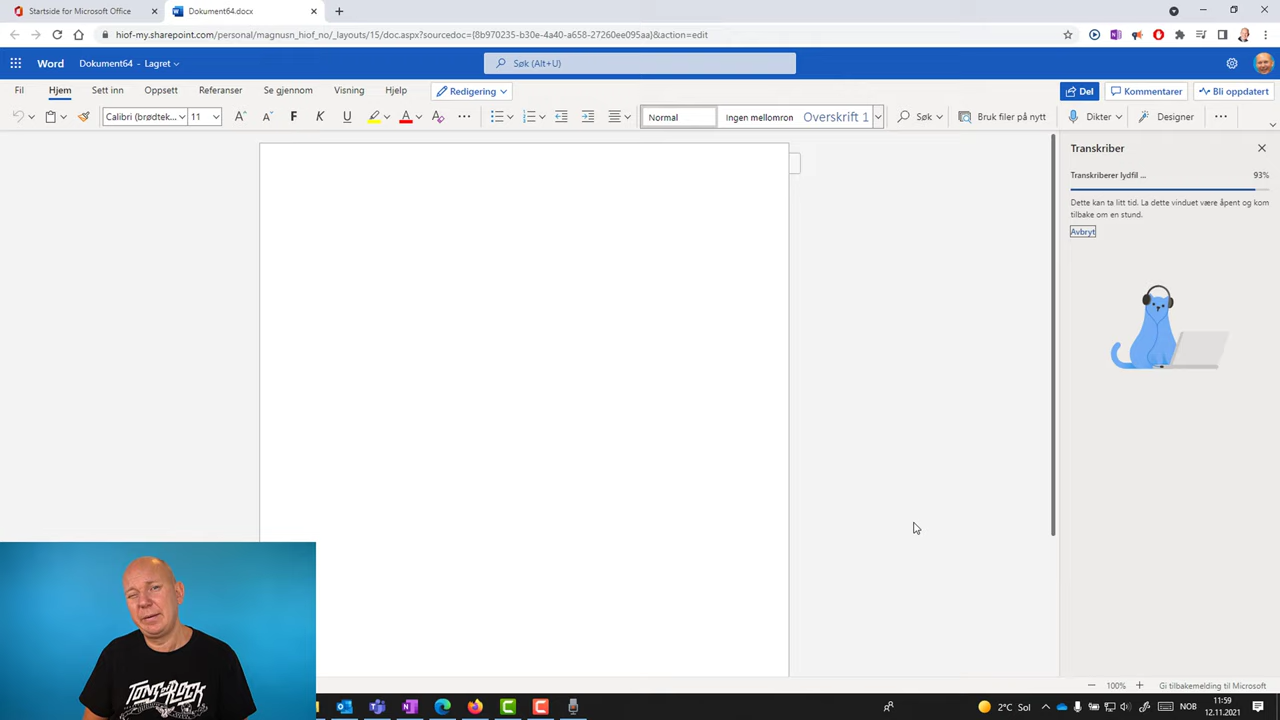 Startside for Microsoft Office
Dokument64.docx
hiof-my.sharepoint.com/personal/magnusn_hiof_no/_layouts/15/doc.aspx?sourcedoc={8b970235-b30e-4a40-a658-27260ee095aa}&action=edit
Word Dokument64 - Lagret
Søk (Alt+U)
Fil Hjem Sett inn Oppsett Referanser Se gjennom Visning Hjelp Redigering
Del Kommentarer Bli oppdatert
Calibri (brødtek... 11 F K U A
Normal Ingen mellomrom Overskrift 1
Søk Bruk filer på nytt Dikter Designer
Transkriber
Transkriberer lydfil ... 93%
Dette kan ta litt tid. La dette vinduet være åpent og kom
tilbake om en stund.
Avbryt
TONS OF ROCK
100% Gi tilbakemelding til Microsoft
2°C Sol
NOB
11:59
12.11.2021